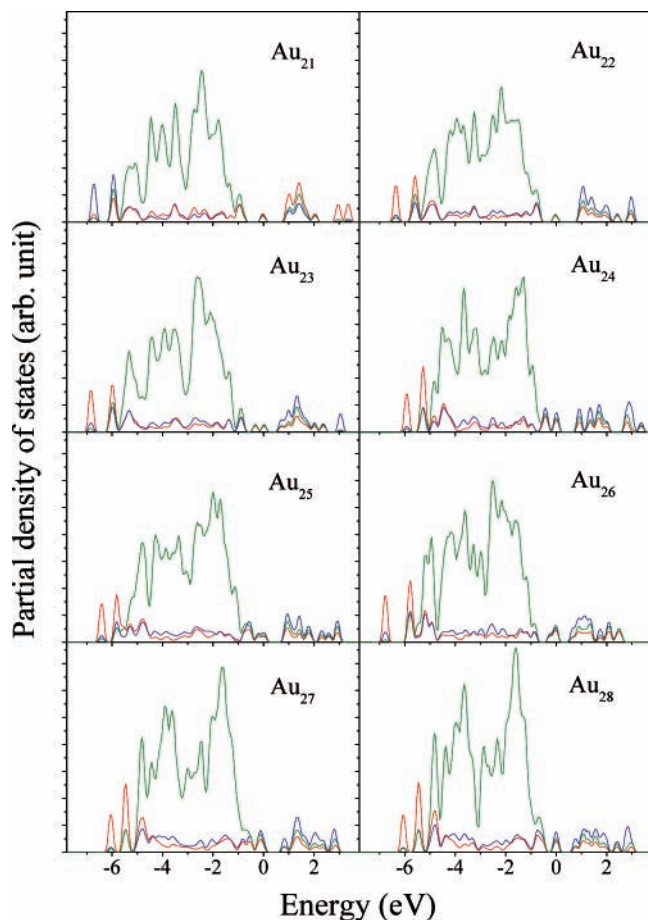 Partial density of states (arb. unit)
Au21
Au22
Au23
Au24
Au25
Au26
Au27
Au28
-6 -4 -2 0 2 -6 -4 -2 0 2
Energy (eV)